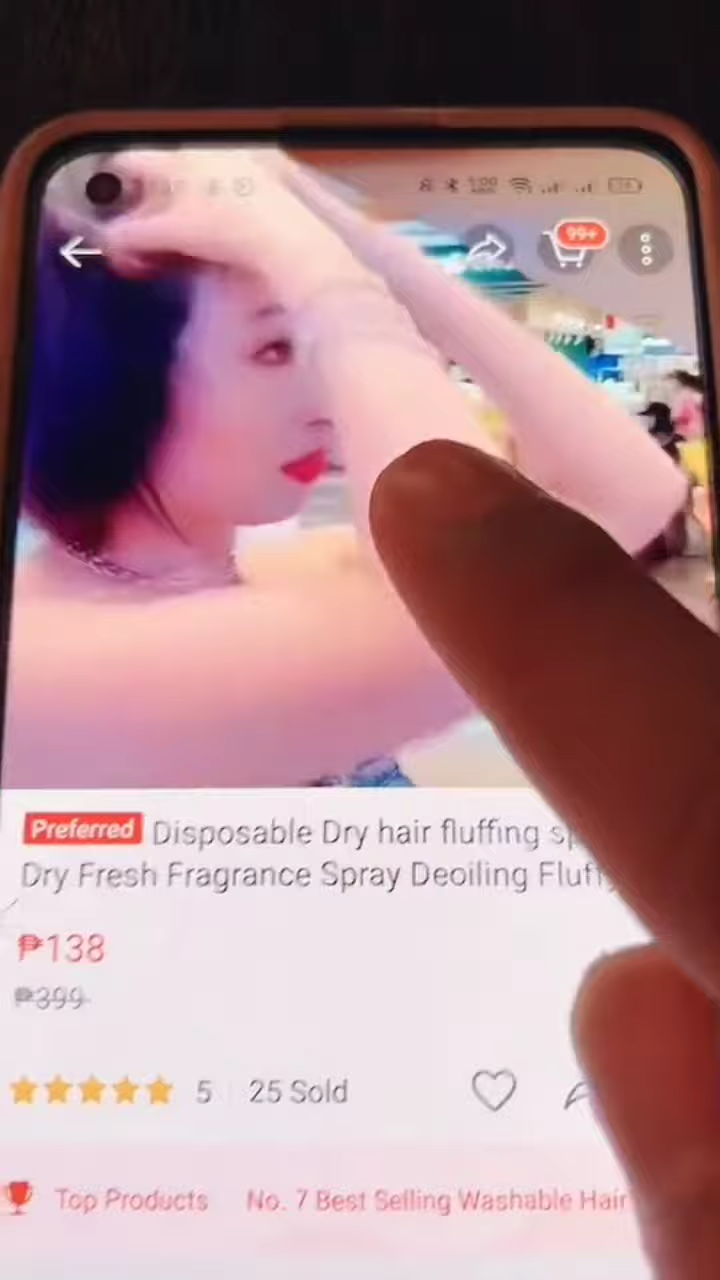 99+
Preferred Disposable Dry hair fluffing
Dry Fresh Fragrance Spray Deoiling
₱138
₱399
5 25 Sold
Top Products No. 7 Best Selling Washable Hair